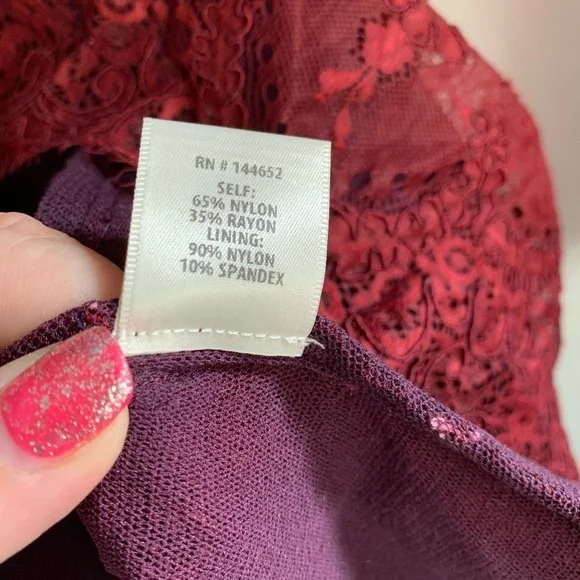 RN # 144652
SELF:
65% NYLON
35% RAYON
LINING:
90% NYLON
10% SPANDEX